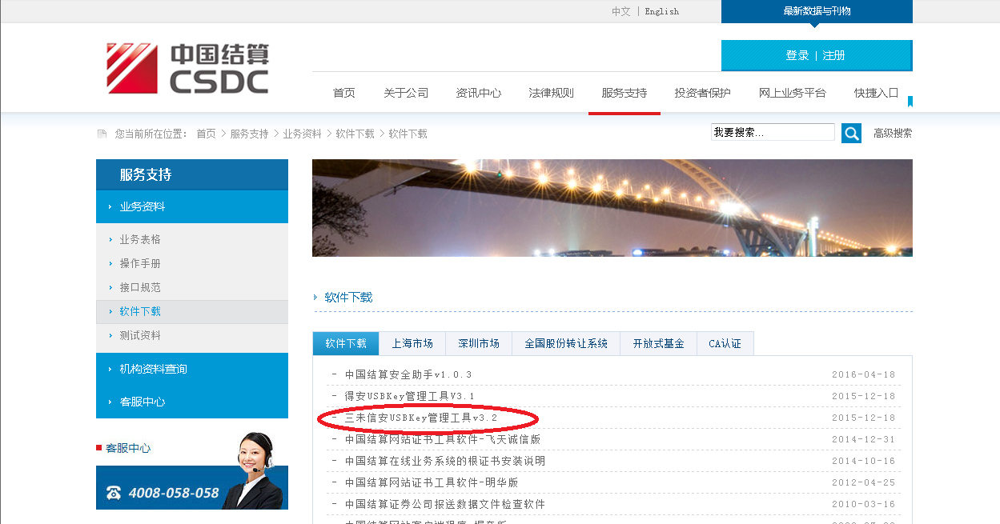 中文 | English
最新数据与刊物
中国结算
CSDC
登录 | 注册
首页 关于公司 资讯中心 法律规则 服务支持 投资者保护 网上业务平台 快捷入口
您当前所在位置： 首页 > 服务支持 > 业务资料 > 软件下载 > 软件下载
我要搜索...
高级搜索
服务支持
业务资料
业务表格
操作手册
接口规范
软件下载
测试资料
机构资料查询
客服中心
客服中心
4008-058-058
软件下载
软件下载 上海市场 深圳市场 全国股份转让系统 开放式基金 CA认证
- 中国结算安全助手v1.0.3 2016-04-18
- 得安USBKey管理工具V3.1 2015-12-18
- 三未信安USBKey管理工具v3.2 2015-12-18
- 中国结算网站证书工具软件-飞天诚信版 2014-12-31
- 中国结算在线业务系统的根证书安装说明 2014-10-16
- 中国结算网站证书工具软件-明华版 2012-04-25
- 中国结算证券公司报送数据文件检查软件 2010-03-16